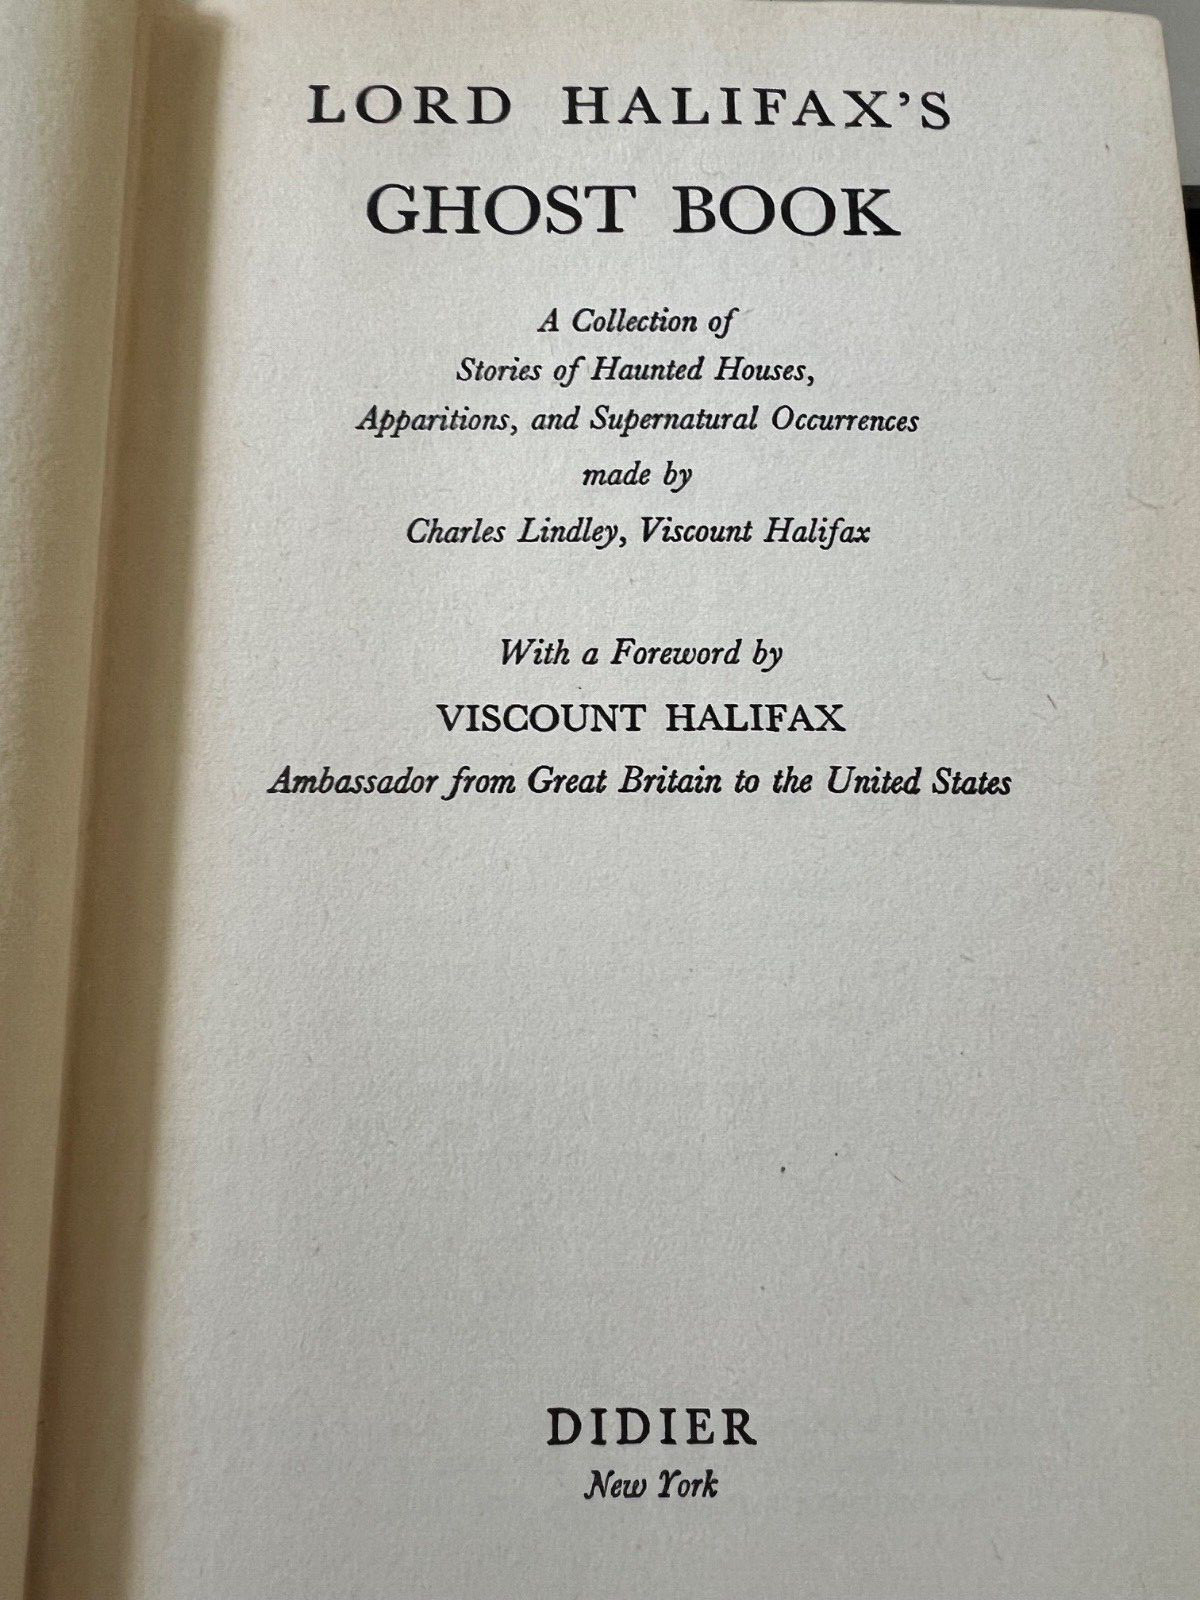 LORD HALIFAX'S
GHOST BOOK
A Collection of
Stories of Haunted Houses,
Apparitions, and Supernatural Occurrences
made by
Charles Lindley, Viscount Halifax
With a Foreword by
VISCOUNT HALIFAX
Ambassador from Great Britain to the United States
DIDIER
New York